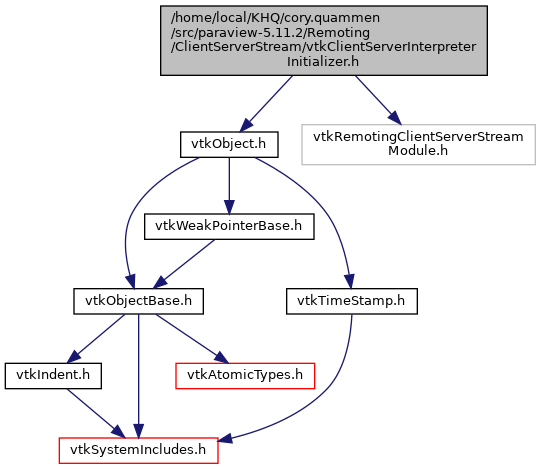 /home/local/KHQ/cory.quammen
/src/paraview-5.11.2/Remoting
/ClientServerStream/vtkClientServerInterpreter
Initializer.h
vtkObject.h
vtkRemotingClientServerStream
Module.h
vtkWeakPointerBase.h
vtkObjectBase.h
vtkTimeStamp.h
vtkIndent.h
vtkAtomicTypes.h
vtkSystemIncludes.h